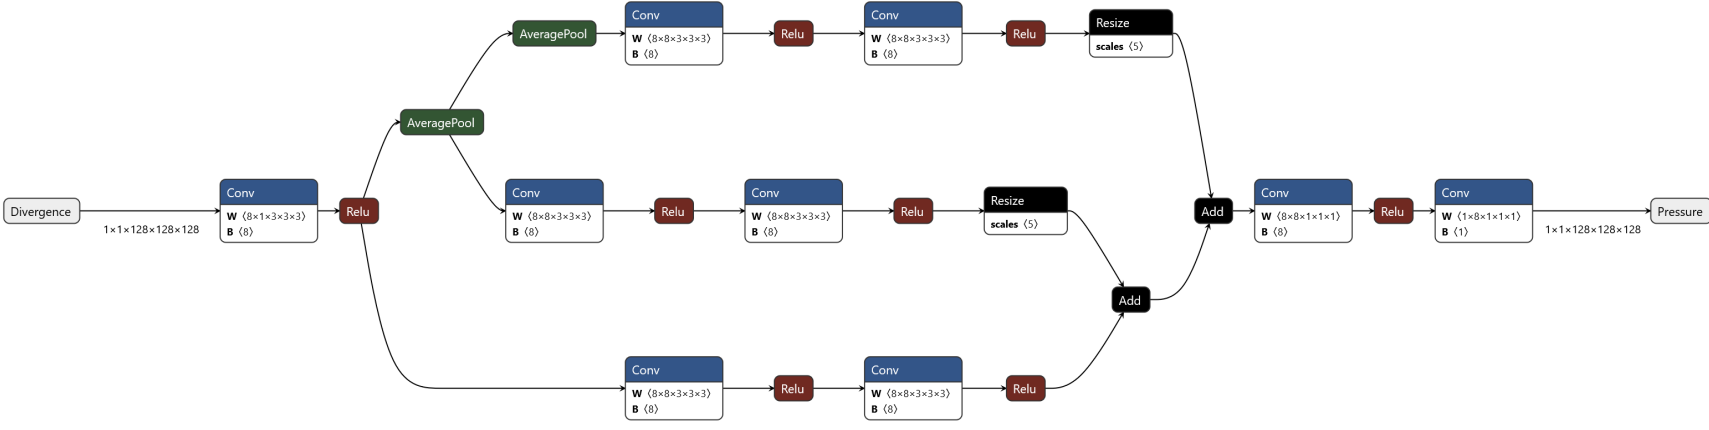 AveragePool
Conv
W ⟨8×8×3×3×3⟩
B ⟨8⟩
Relu
Conv
W ⟨8×8×3×3×3⟩
B ⟨8⟩
Relu
Resize
scales ⟨5⟩
AveragePool
Divergence
1×1×128×128×128
Conv
W ⟨8×1×3×3×3⟩
B ⟨8⟩
Relu
Conv
W ⟨8×8×3×3×3⟩
B ⟨8⟩
Relu
Conv
W ⟨8×8×3×3×3⟩
B ⟨8⟩
Relu
Resize
scales ⟨5⟩
Add
Conv
W ⟨8×8×1×1×1⟩
B ⟨8⟩
Relu
Conv
W ⟨1×8×1×1×1⟩
B ⟨1⟩
1×1×128×128×128
Pressure
Add
Conv
W ⟨8×8×3×3×3⟩
B ⟨8⟩
Relu
Conv
W ⟨8×8×3×3×3⟩
B ⟨8⟩
Relu